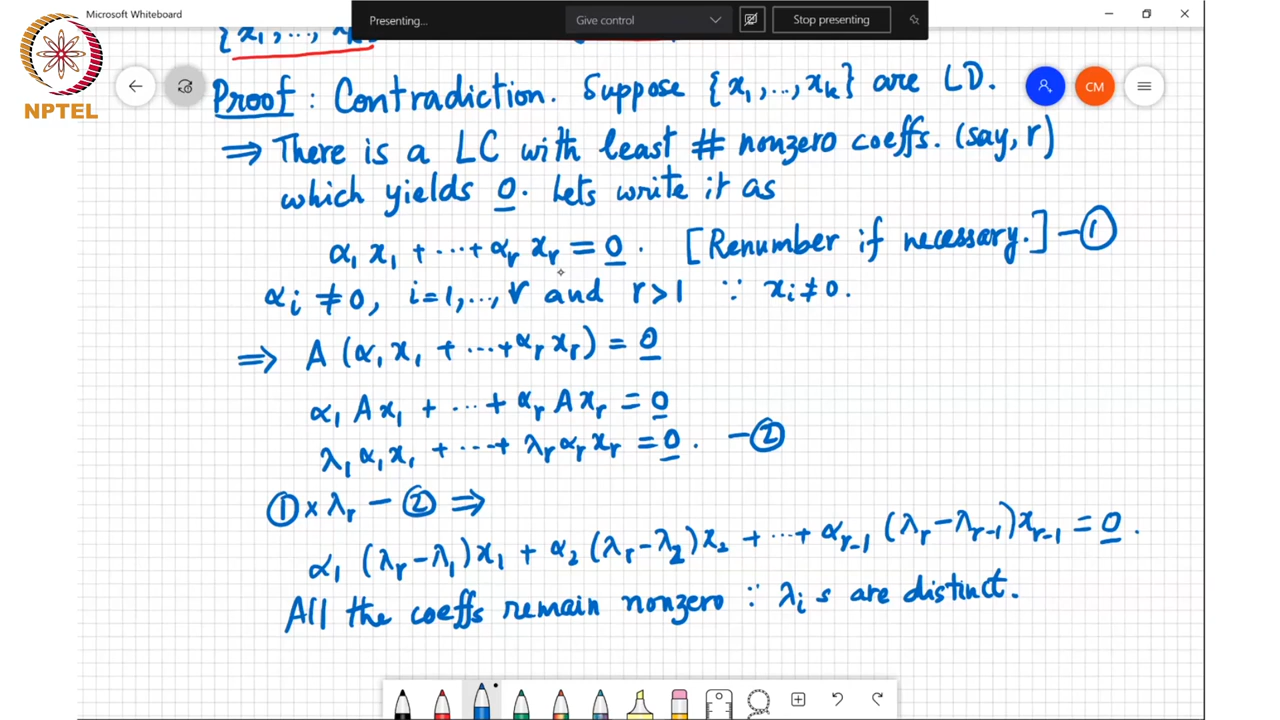 Microsoft Whiteboard
Presenting...
Give control
Stop presenting
{x₁,...,xₖ}
NPTEL
CM
Proof : Contradiction. Suppose {x₁,...,xₖ} are LD.
⇒ There is a LC with least # nonzero coeffs. (say, r)
which yields 0. Lets write it as
α₁ x₁ + ... + αᵣ xᵣ = 0. [Renumber if necessary.] -①
αᵢ ≠ 0, i=1,...,r and r>1 ∵ xᵢ≠0.
⇒ A (α₁ x₁ + ... + αᵣ xᵣ) = 0
α₁ A x₁ + ... + αᵣ A xᵣ = 0
λ₁ α₁ x₁ + ... + λᵣ αᵣ xᵣ = 0. -②
① × λᵣ - ② ⇒
α₁ (λᵣ-λ₁)x₁ + α₂ (λᵣ-λ₂)x₂ + ... + αᵣ₋₁ (λᵣ-λᵣ₋₁)xᵣ₋₁ = 0.
All the coeffs remain nonzero ∵ λᵢ s are distinct.